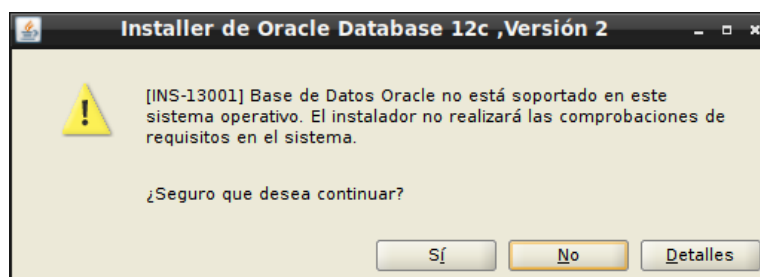 Installer de Oracle Database 12c ,Versión 2
[INS-13001] Base de Datos Oracle no está soportado en este
sistema operativo. El instalador no realizará las comprobaciones de
requisitos en el sistema.
¿Seguro que desea continuar?
Sí No Detalles